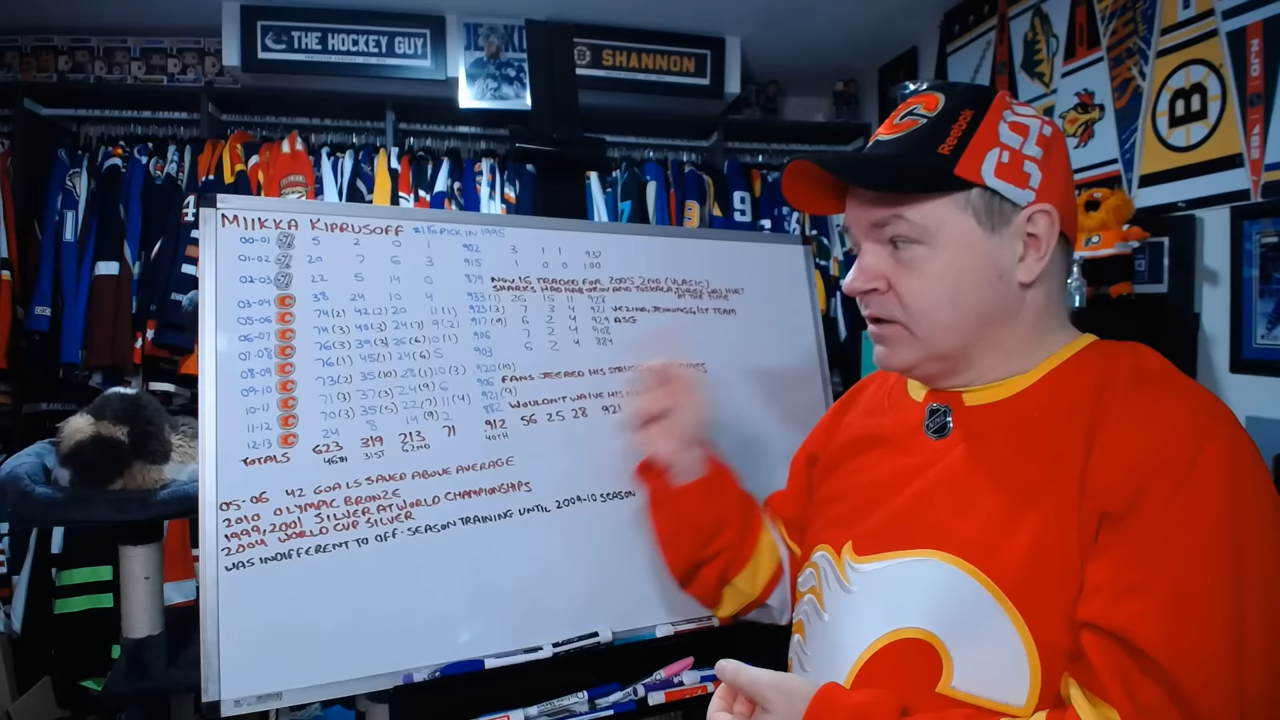 THE HOCKEY GUY
SHANNON
Reebok
MIIKKA KIPRUSOFF #116 PICK IN 1995
00-01 5 2 0 1 902 3 1 1 937
01-02 20 7 6 3 915 1 0 0 1.00
02-03 22 5 14 0 879 NOV. 16 TRADED FOR 2005 2ND (VLASIC)
SHARKS HAD NABOKOV AND TOSKALA, TUREK WAS HURT
AT THE TIME
03-04 38 24 10 4 933(1) 26 15 11 928
05-06 74(2) 42(2) 20 11(1) 923(3) 7 3 4 921 VEZINA, JENNINGS, 1ST TEAM
06-07 74(3) 40(3) 24(7) 9(2) 917(9) 6 2 4 929 ASG
07-08 76(3) 39(3) 26(6) 10(1) 906 7 2 4 908
08-09 76(1) 45(1) 24(6) 5 903 6 2 4 884
09-10 73(2) 35(10) 28(1) 10(3) 920(10)
10-11 71(3) 37(3) 24(9) 6 906 FANS JEERED HIS
11-12 70(3) 35(5) 22(7) 11(4) 921(9)
12-13 24 8 14(9) 2 882 WOULDN'T WAIVE HIS
TOTALS 623 319 213 71 .912 56 25 28 921
46TH 31ST 62ND 40TH
05-06 42 GOALS SAVED ABOVE AVERAGE
2010 OLYMPIC BRONZE
1999, 2001 SILVER AT WORLD CHAMPIONSHIPS
2004 WORLD CUP SILVER
WAS INDIFFERENT TO OFF-SEASON TRAINING UNTIL 2009-10 SEASON
NHL